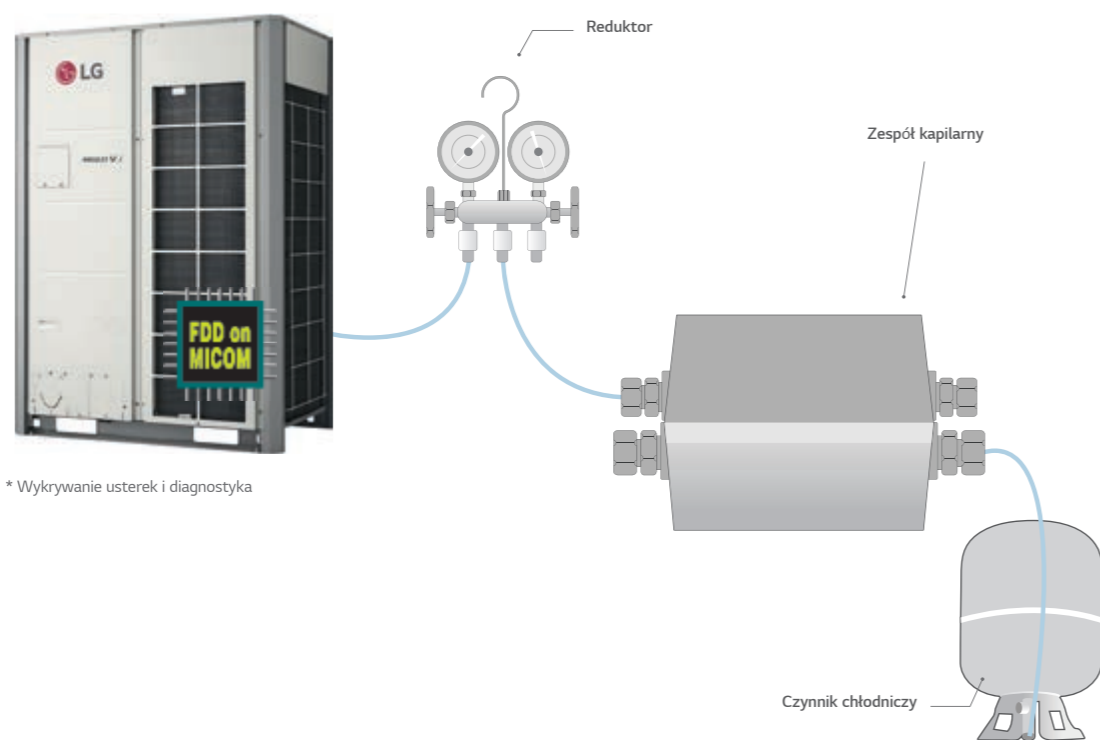 Reduktor
LG
Zespół kapilarny
FDD on
MICOM
* Wykrywanie usterek i diagnostyka
Czynnik chłodniczy